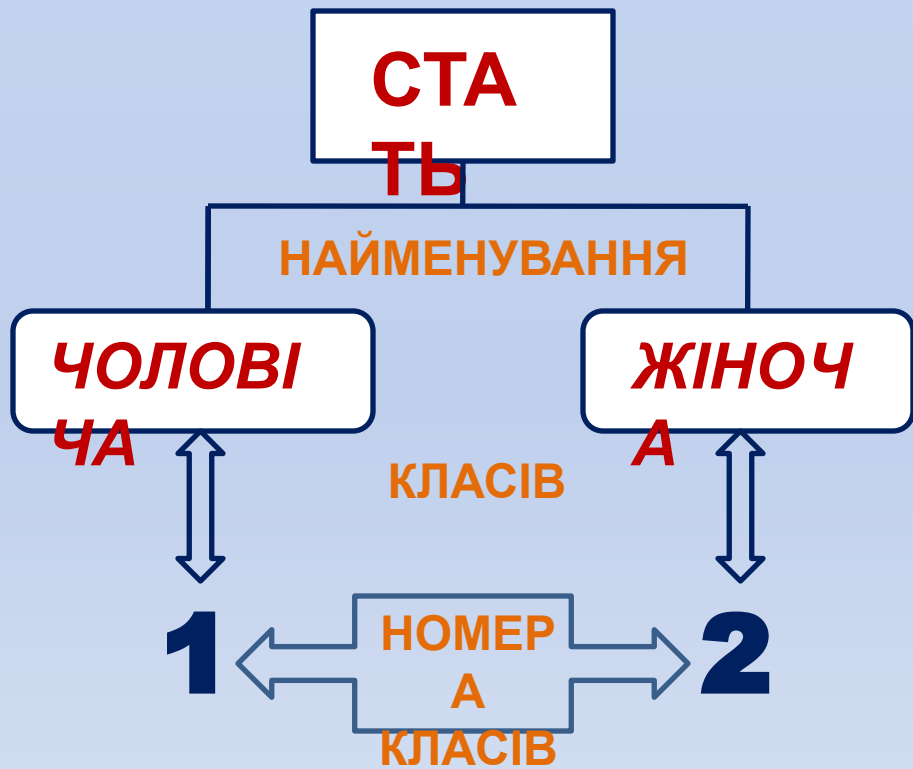 СТА
ТЬ
НАЙМЕНУВАННЯ
ЧОЛОВІ
ЧА
ЖІНОЧ
А
КЛАСІВ
1
НОМЕР
А
КЛАСІВ
2